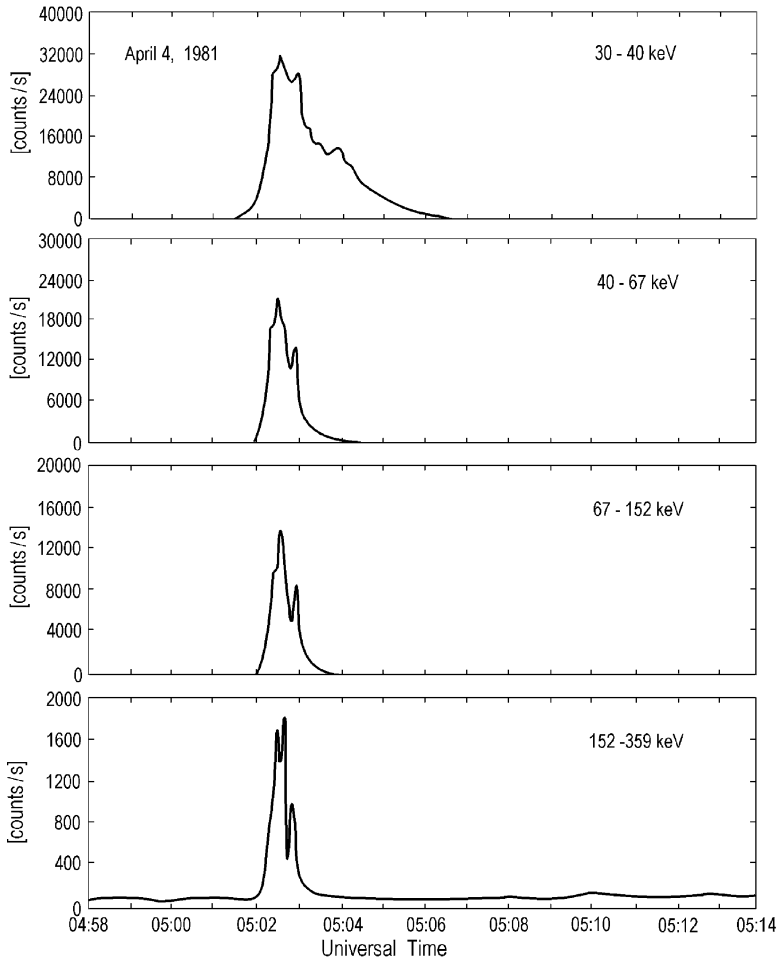 40000
April 4, 1981
30 - 40 keV
32000
[counts/s]
24000
16000
8000
0
30000
24000
40 - 67 keV
[counts/s]
18000
12000
6000
0
20000
16000
67 - 152 keV
[counts/s]
12000
8000
4000
0
2000
1600
152 -359 keV
[counts/s]
1200
800
400
0
04:58 05:00 05:02 05:04 05:06 05:08 05:10 05:12 05:14
Universal Time